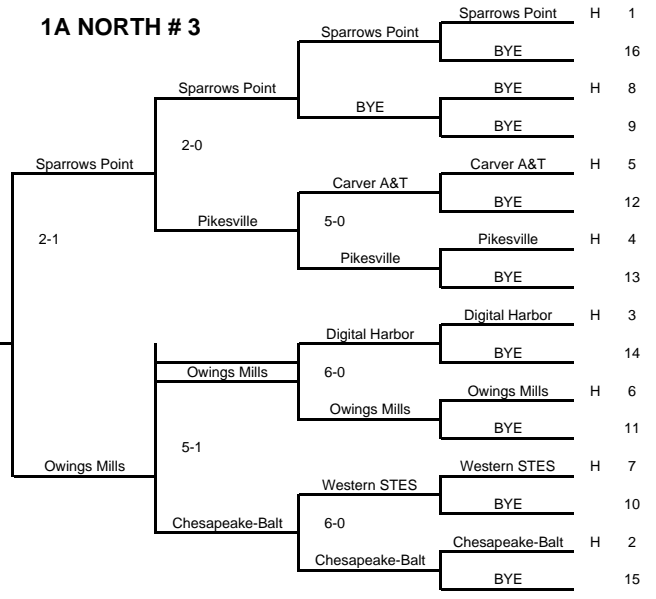 1A NORTH # 3
Sparrows Point H 1
Sparrows Point
BYE 16
Sparrows Point
BYE H 8
BYE
BYE 9
2-0
Sparrows Point
Carver A&T H 5
Carver A&T
BYE 12
Pikesville
5-0
2-1
Pikesville H 4
Pikesville
BYE 13
Digital Harbor H 3
Digital Harbor
BYE 14
Owings Mills
6-0
Owings Mills H 6
Owings Mills
BYE 11
5-1
Owings Mills
Western STES H 7
Western STES
BYE 10
Chesapeake-Balt
6-0
Chesapeake-Balt H 2
Chesapeake-Balt
BYE 15